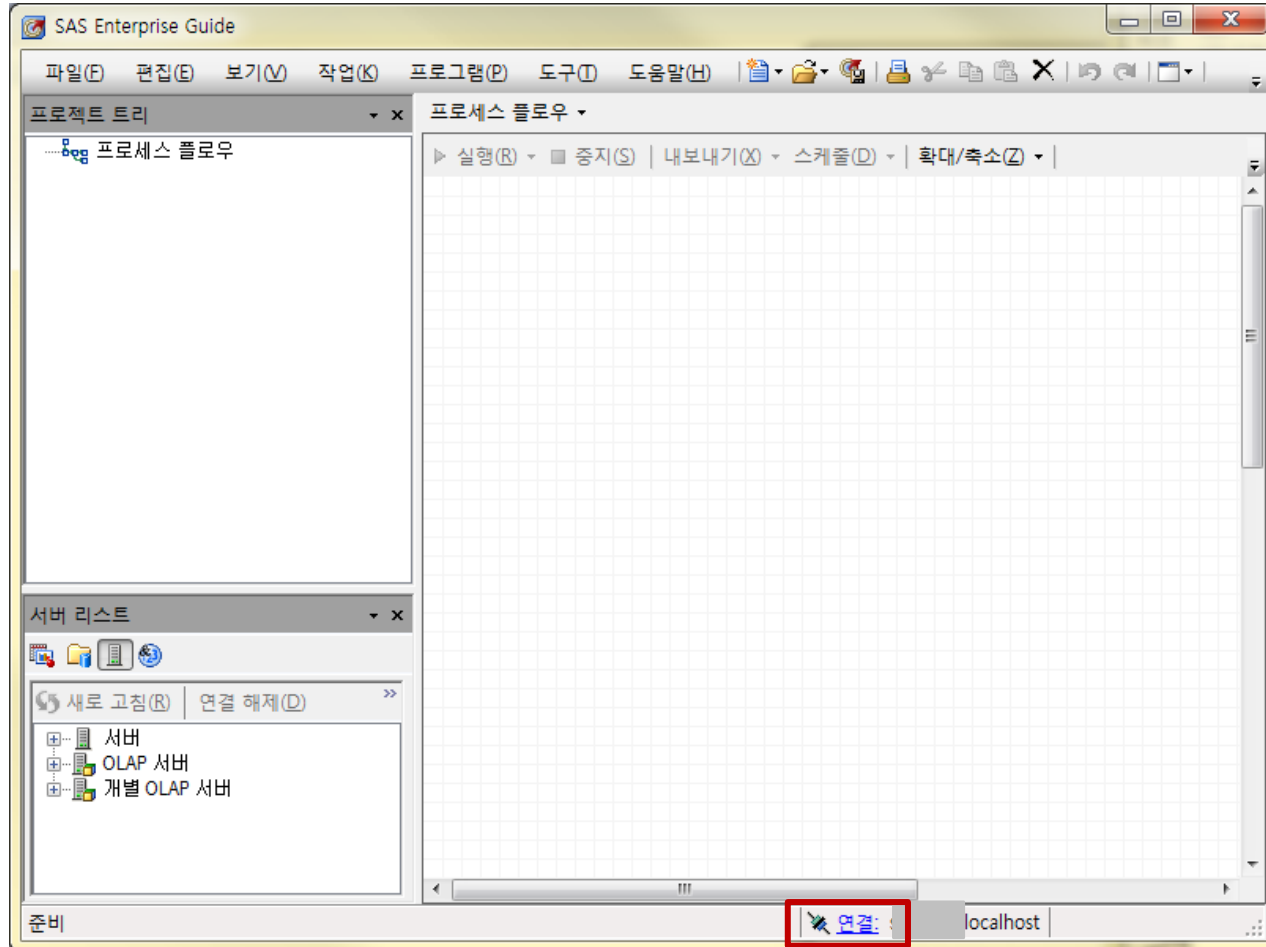 SAS Enterprise Guide
파일(F) 편집(E) 보기(V) 작업(K) 프로그램(P) 도구(T) 도움말(H)
프로젝트 트리
프로세스 플로우
프로세스 플로우
실행(R) 중지(S) 내보내기(X) 스케줄(D) 확대/축소(Z)
서버 리스트
새로 고침(R) 연결 해제(D)
서버
OLAP 서버
개별 OLAP 서버
준비
연결: localhost